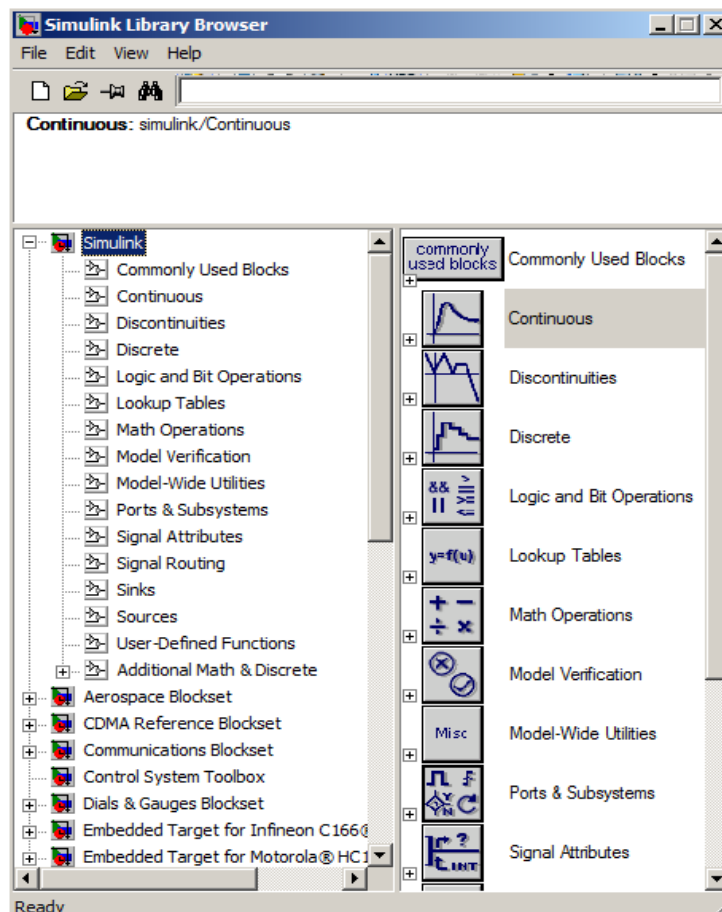 Simulink Library Browser
File Edit View Help
Continuous: simulink/Continuous
Simulink
Commonly Used Blocks
Continuous
Discontinuities
Discrete
Logic and Bit Operations
Lookup Tables
Math Operations
Model Verification
Model-Wide Utilities
Ports & Subsystems
Signal Attributes
Signal Routing
Sinks
Sources
User-Defined Functions
Additional Math & Discrete
Aerospace Blockset
CDMA Reference Blockset
Communications Blockset
Control System Toolbox
Dials & Gauges Blockset
Embedded Target for Infineon C166®
Embedded Target for Motorola® HC1
commonly
used blocks
Commonly Used Blocks
Continuous
Discontinuities
Discrete
&& >
|| >=
<=
Logic and Bit Operations
y=f(u)
Lookup Tables
+ −
÷ ×
Math Operations
Model Verification
Misc
Model-Wide Utilities
Y
N
Ports & Subsystems
?
INT
Signal Attributes
Ready